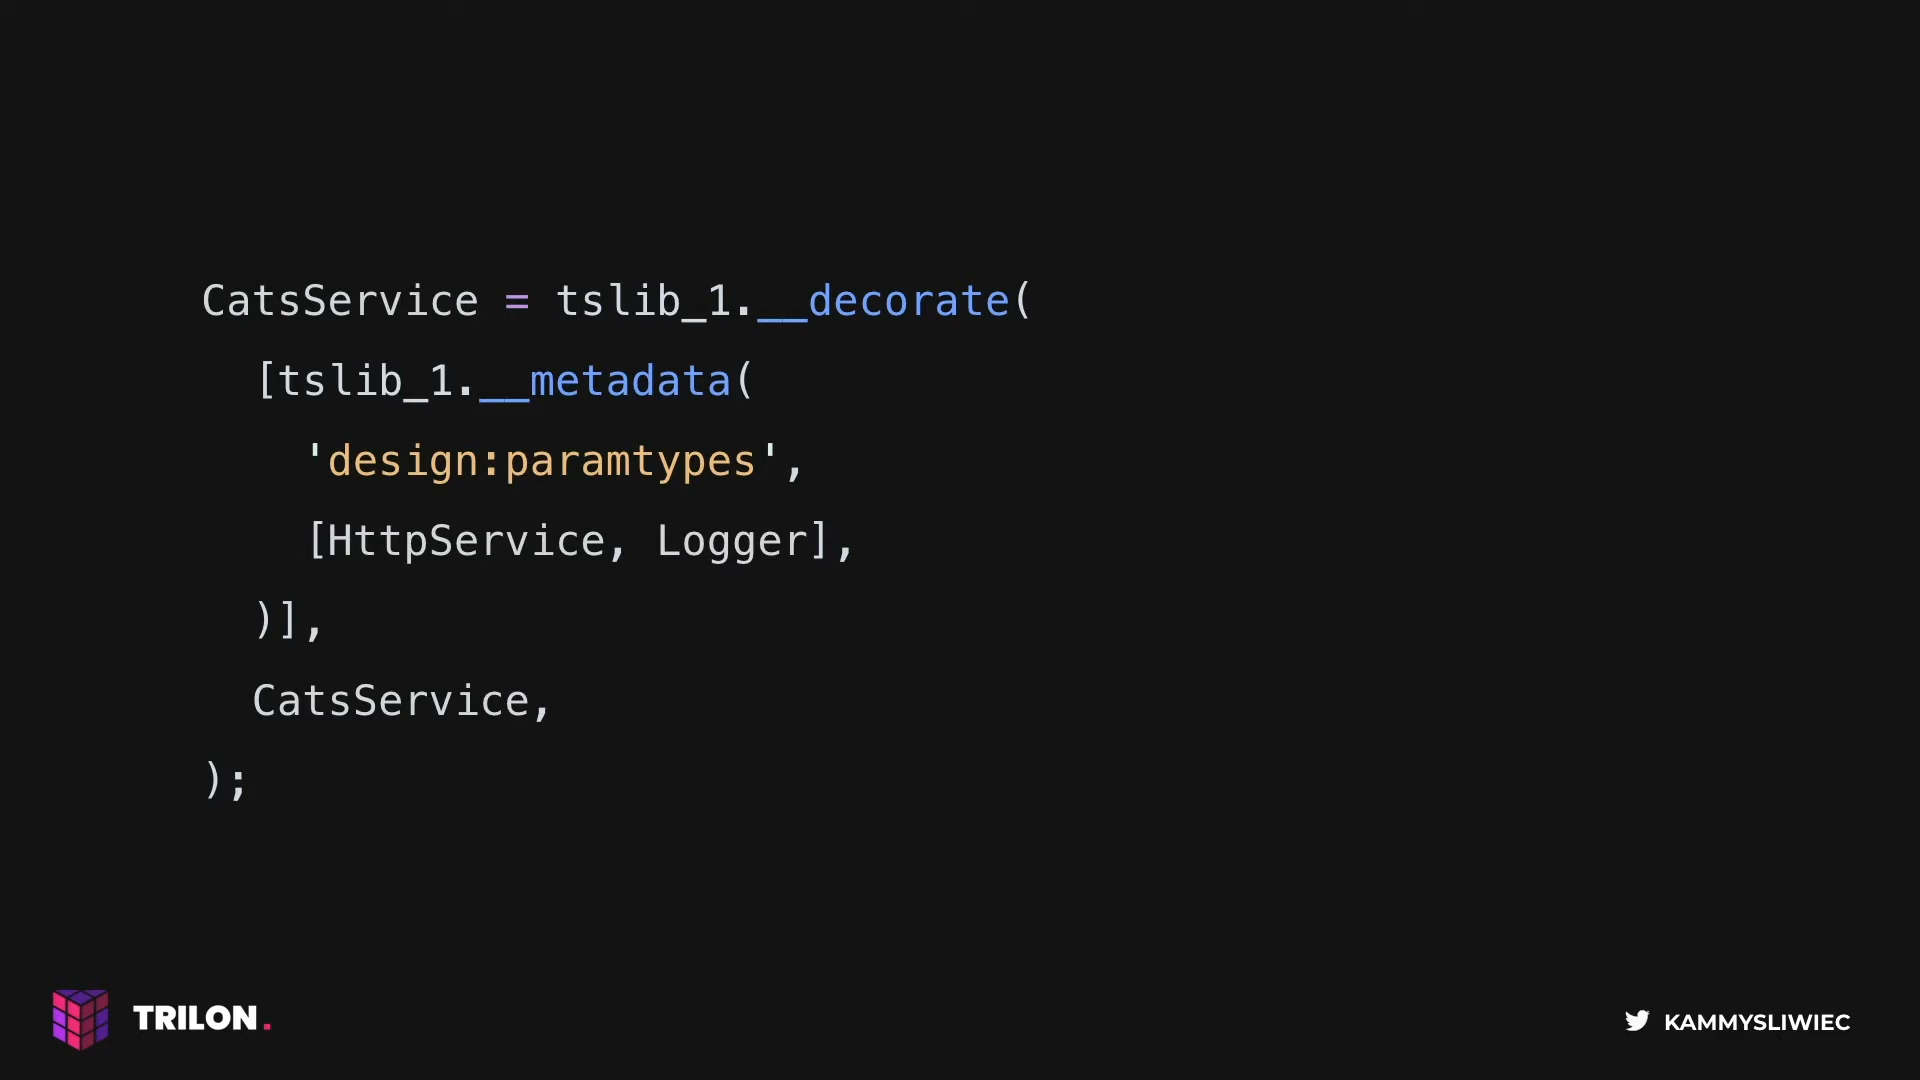 CatsService = tslib_1.__decorate(
[tslib_1.__metadata(
'design:paramtypes',
[HttpService, Logger],
)],
CatsService,
);
TRILON.
KAMMYSLIWIEC